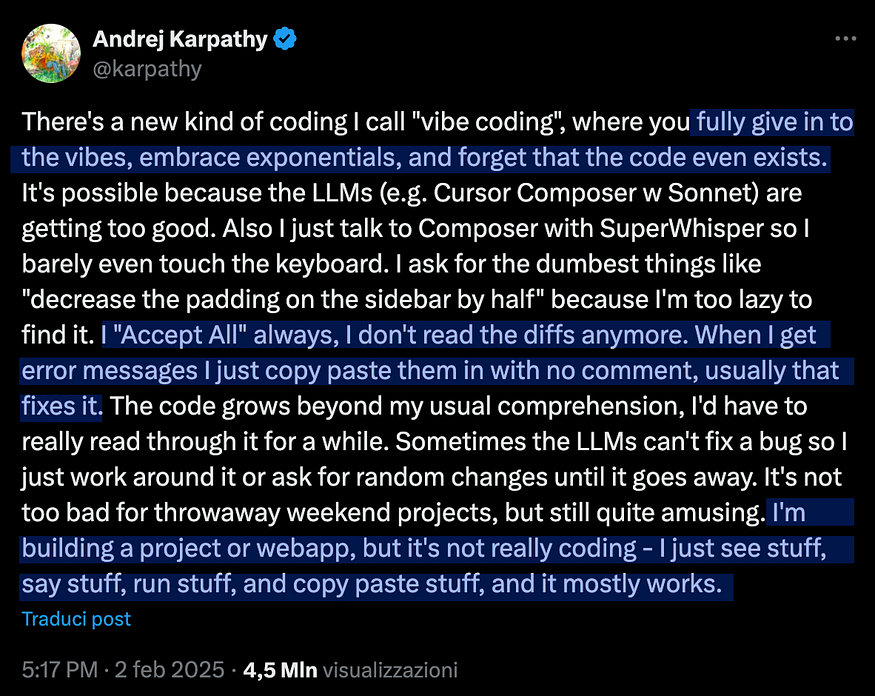 Andrej Karpathy
@karpathy
There's a new kind of coding I call "vibe coding", where you fully give in to
the vibes, embrace exponentials, and forget that the code even exists.
It's possible because the LLMs (e.g. Cursor Composer w Sonnet) are
getting too good. Also I just talk to Composer with SuperWhisper so I
barely even touch the keyboard. I ask for the dumbest things like
"decrease the padding on the sidebar by half" because I'm too lazy to
find it. I "Accept All" always, I don't read the diffs anymore. When I get
error messages I just copy paste them in with no comment, usually that
fixes it. The code grows beyond my usual comprehension, I'd have to
really read through it for a while. Sometimes the LLMs can't fix a bug so I
just work around it or ask for random changes until it goes away. It's not
too bad for throwaway weekend projects, but still quite amusing. I'm
building a project or webapp, but it's not really coding - I just see stuff,
say stuff, run stuff, and copy paste stuff, and it mostly works.
Traduci post
5:17 PM · 2 feb 2025 · 4,5 Mln visualizzazioni